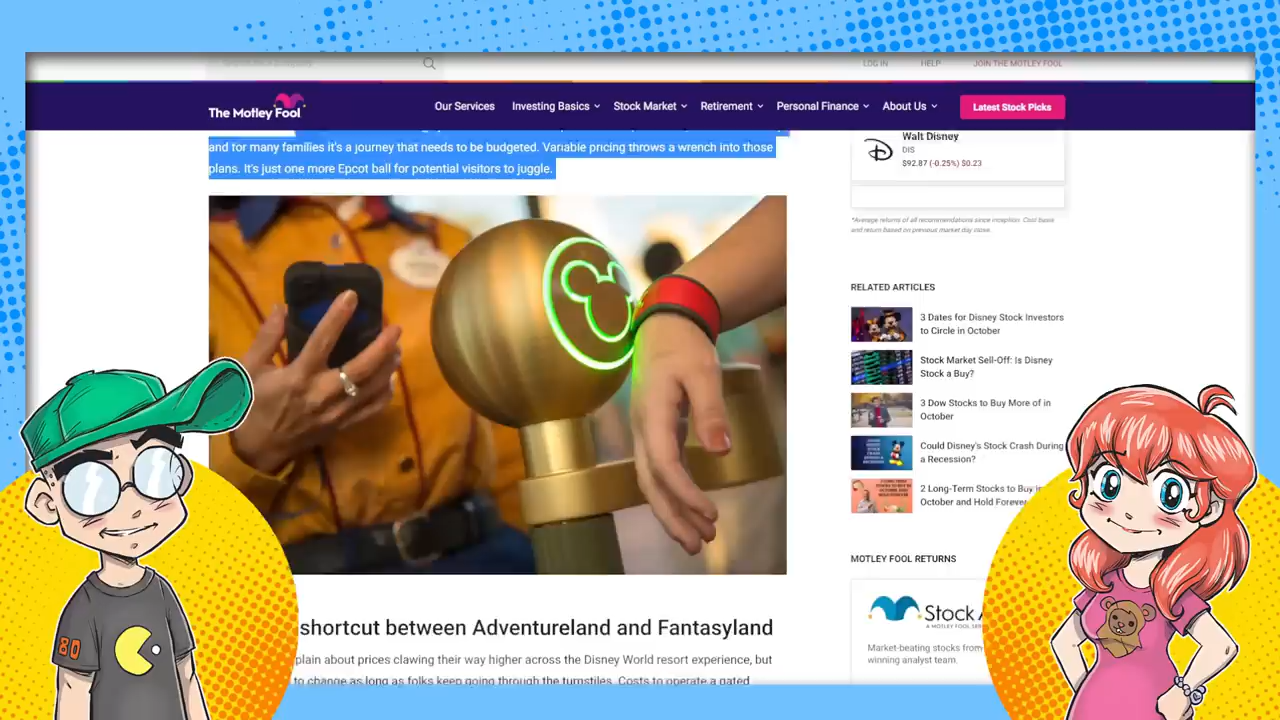 LOG IN
HELP
JOIN THE MOTLEY FOOL
The Motley Fool
Our Services
Investing Basics
Stock Market
Retirement
Personal Finance
About Us
Latest Stock Picks
and for many families it's a journey that needs to be budgeted. Variable pricing throws a wrench into those
plans. It's just one more Epcot ball for potential visitors to juggle.
Walt Disney
DIS
$92.87 (-0.25%) $0.23
*Average returns of all recommendations since inception. Cost basis
and return based on previous market day close.
RELATED ARTICLES
3 Dates for Disney Stock Investors
to Circle in October
Stock Market Sell-Off: Is Disney
Stock a Buy?
3 Dow Stocks to Buy More of in
October
Could Disney's Stock Crash During
a Recession?
2 Long-Term Stocks to Buy in
October and Hold Forever
MOTLEY FOOL RETURNS
Stock
A MOTLEY FOOL
Market-beating stocks from
winning analyst team.
shortcut between Adventureland and Fantasyland
plain about prices clawing their way higher across the Disney World resort experience, but
to change as long as folks keep going through the turnstiles. Costs to operate a gated
80